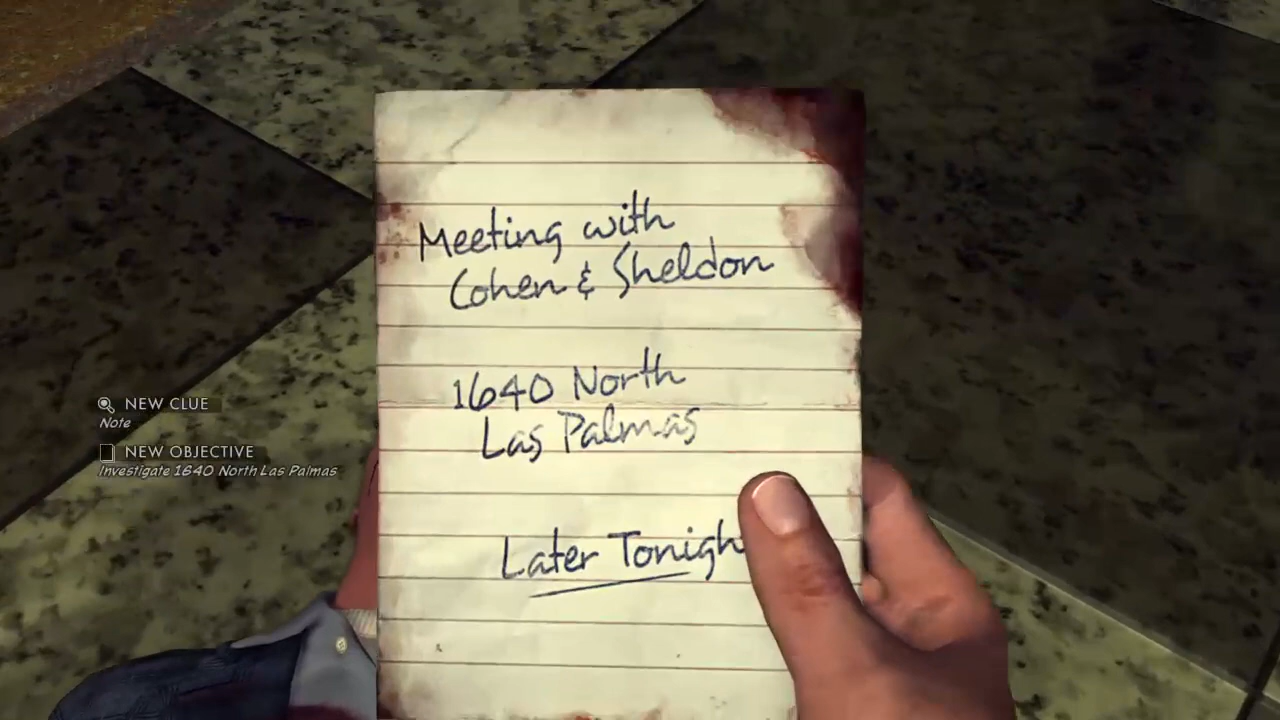 Meeting with
Cohen & Sheldon
1640 North
Las Palmas
Later Tonigh
NEW CLUE
Note
NEW OBJECTIVE
Investigate 1640 North Las Palmas